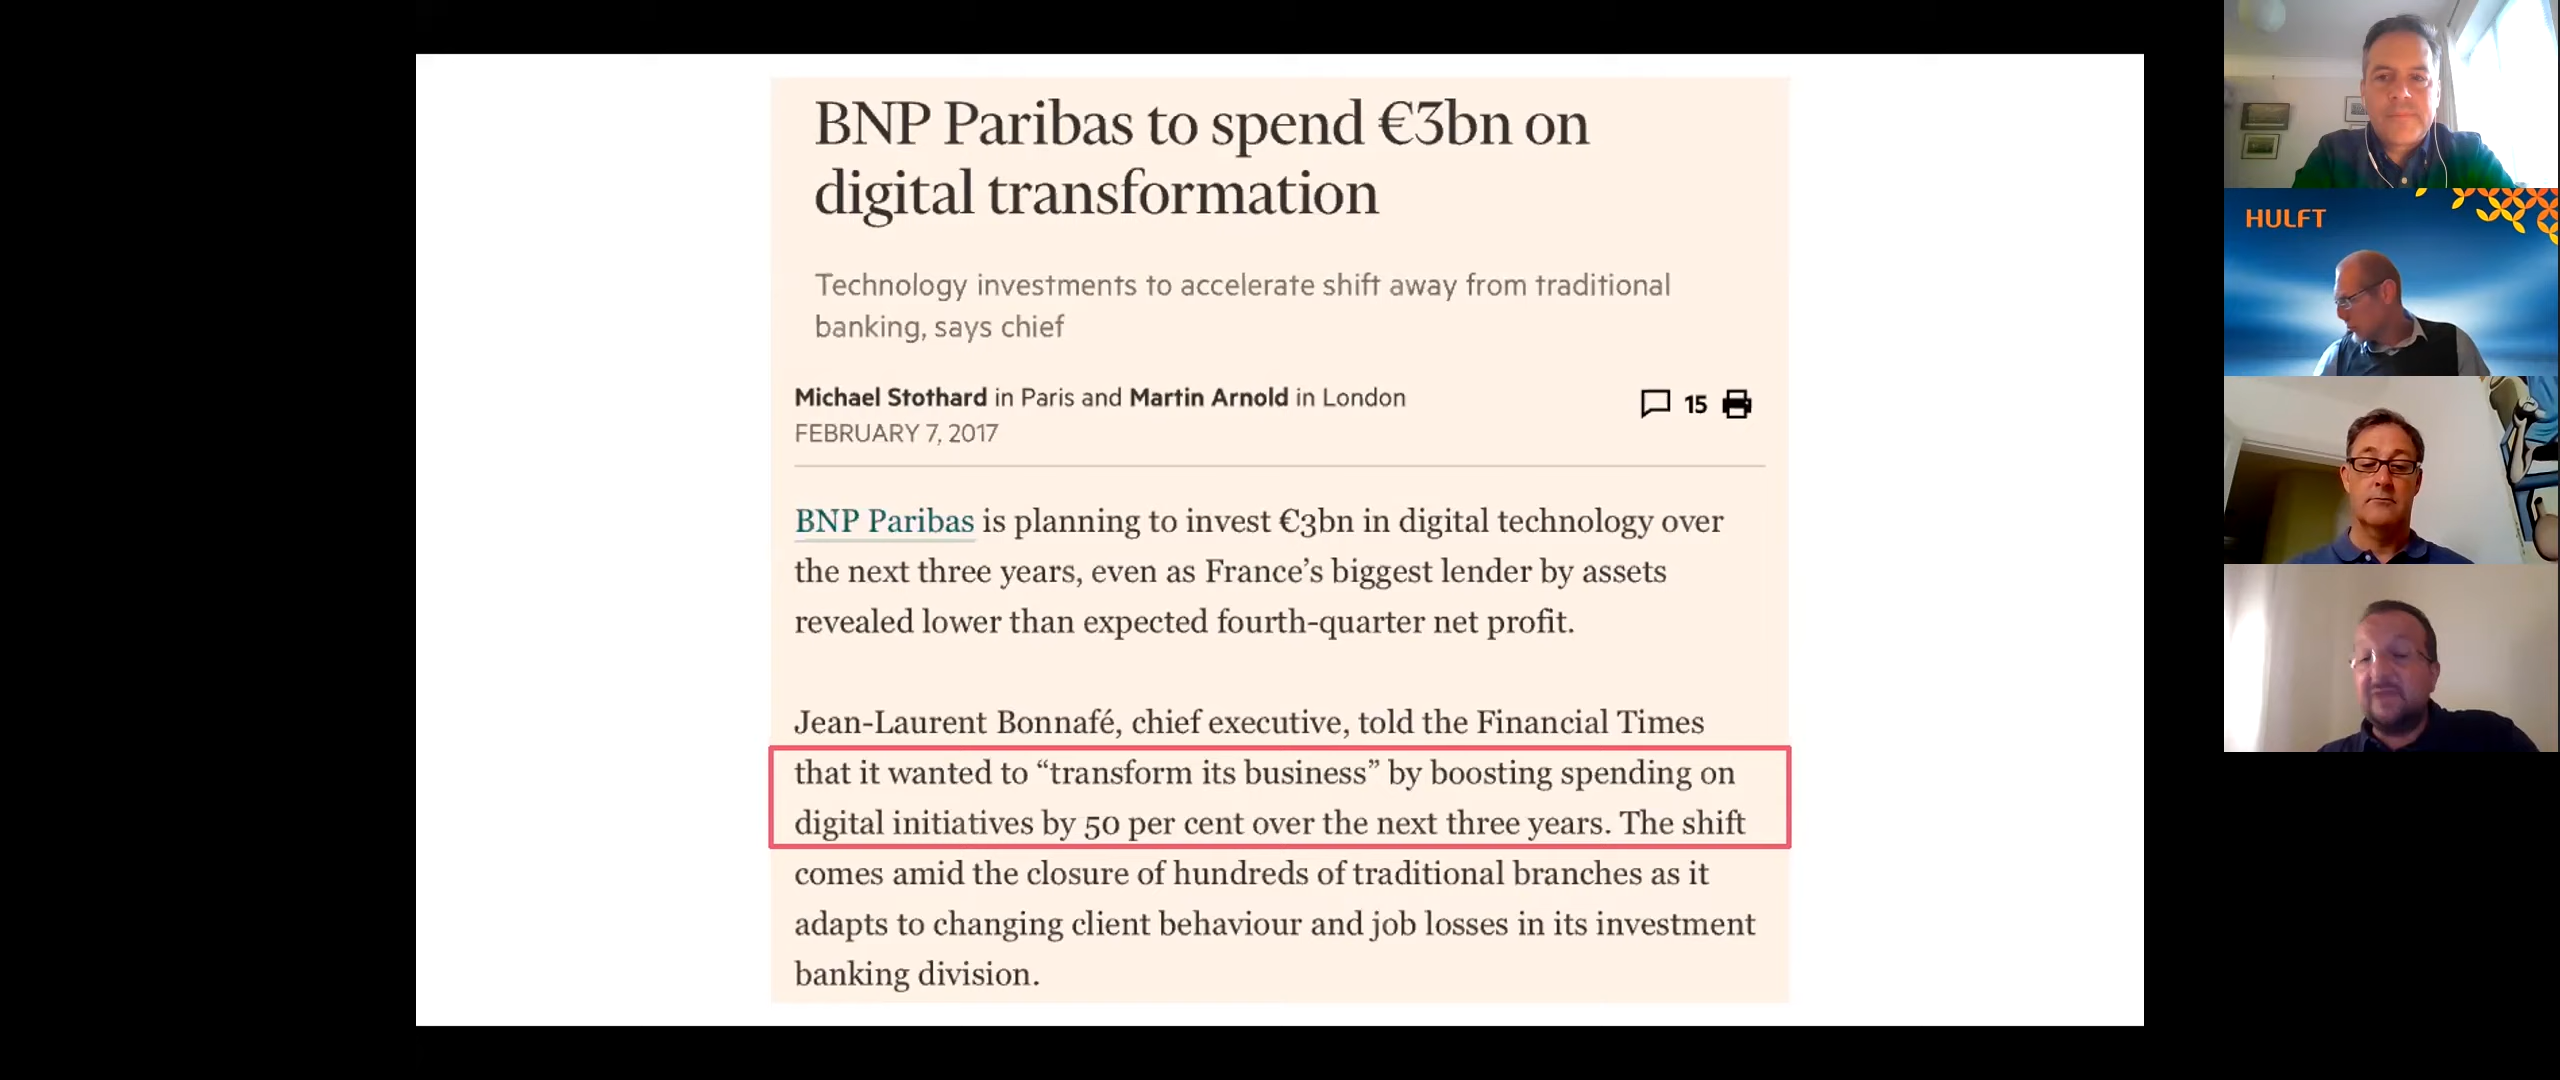 BNP Paribas to spend €3bn on
digital transformation
Technology investments to accelerate shift away from traditional
banking, says chief
Michael Stothard in Paris and Martin Arnold in London
15
FEBRUARY 7, 2017
BNP Paribas is planning to invest €3bn in digital technology over
the next three years, even as France’s biggest lender by assets
revealed lower than expected fourth-quarter net profit.
Jean-Laurent Bonnafé, chief executive, told the Financial Times
that it wanted to “transform its business” by boosting spending on
digital initiatives by 50 per cent over the next three years. The shift
comes amid the closure of hundreds of traditional branches as it
adapts to changing client behaviour and job losses in its investment
banking division.
HULFT